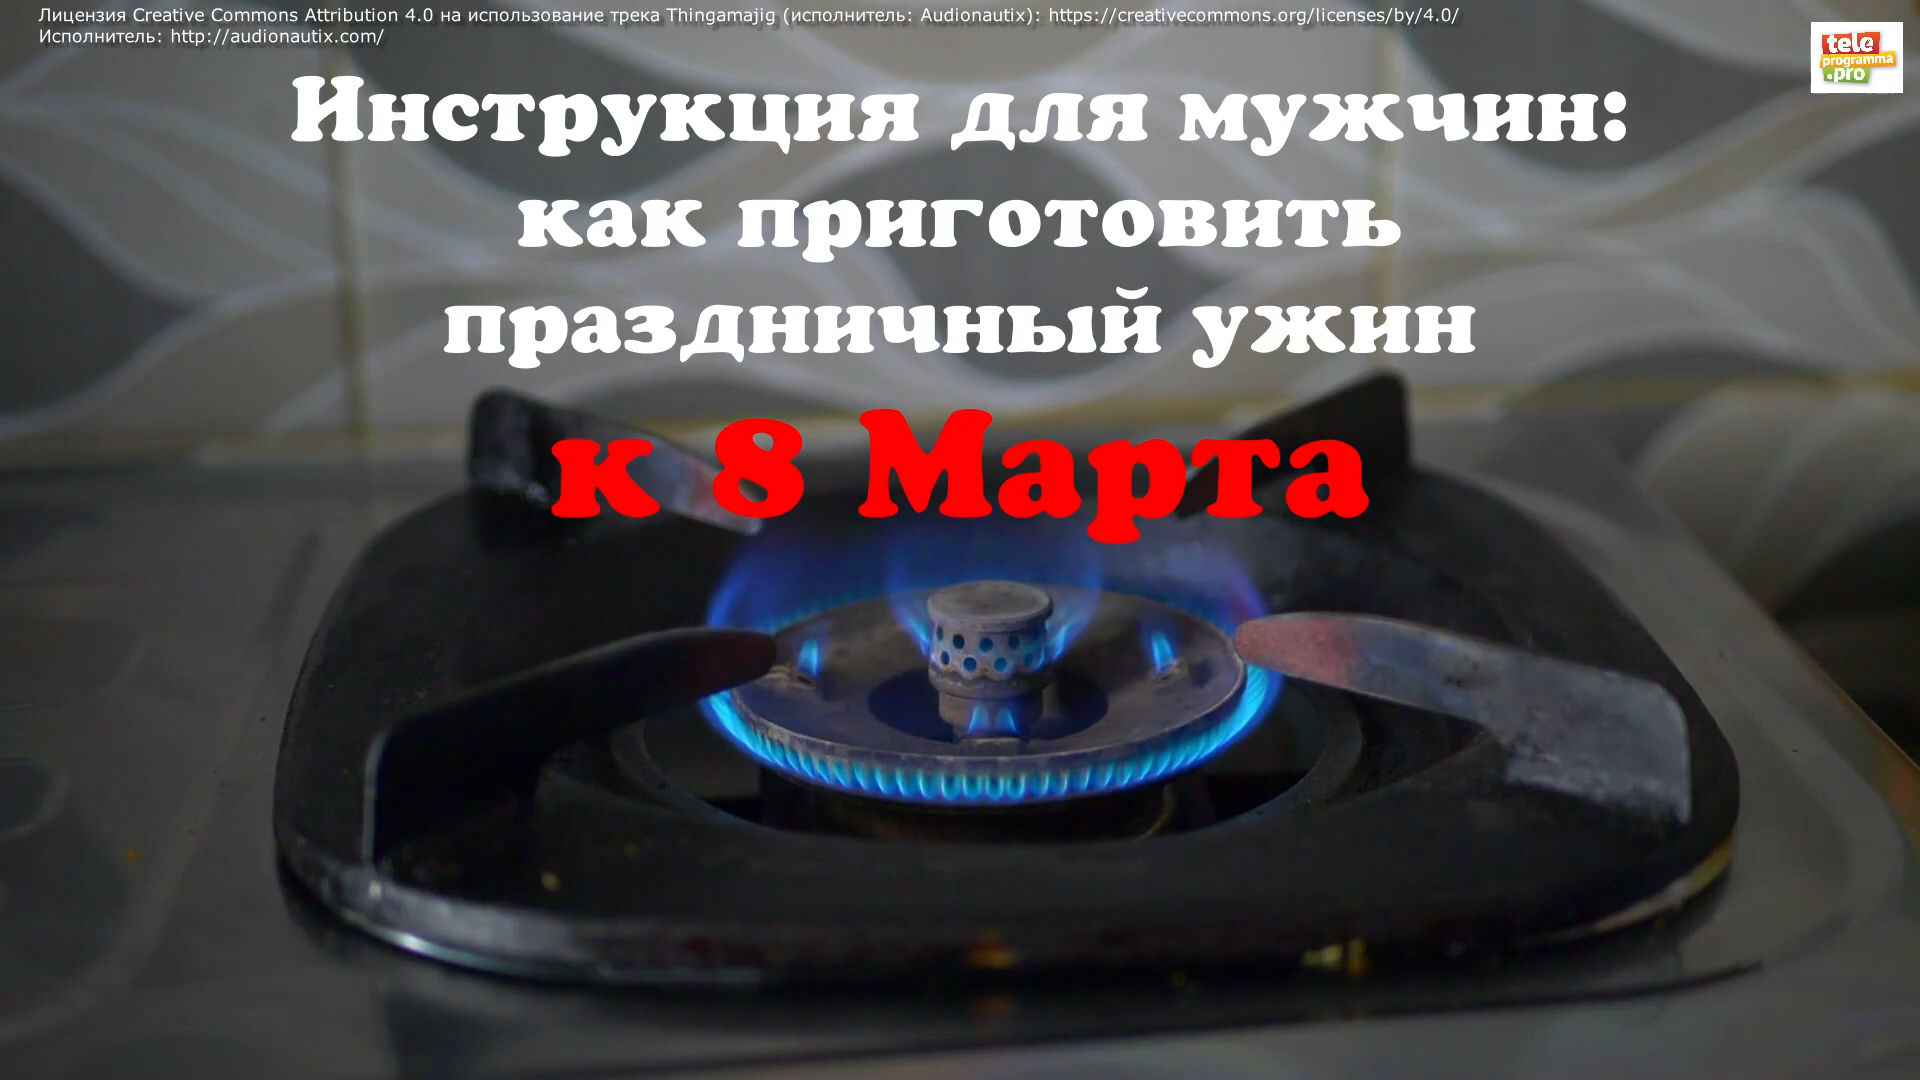 Лицензия Creative Commons Attribution 4.0 на использование трека Thingamajig (исполнитель: Audionautix): https://creativecommons.org/licenses/by/4.0/
Исполнитель: http://audionautix.com/
tele
programma
.pro
Инструкция для мужчин:
как приготовить
праздничный ужин
к 8 Марта